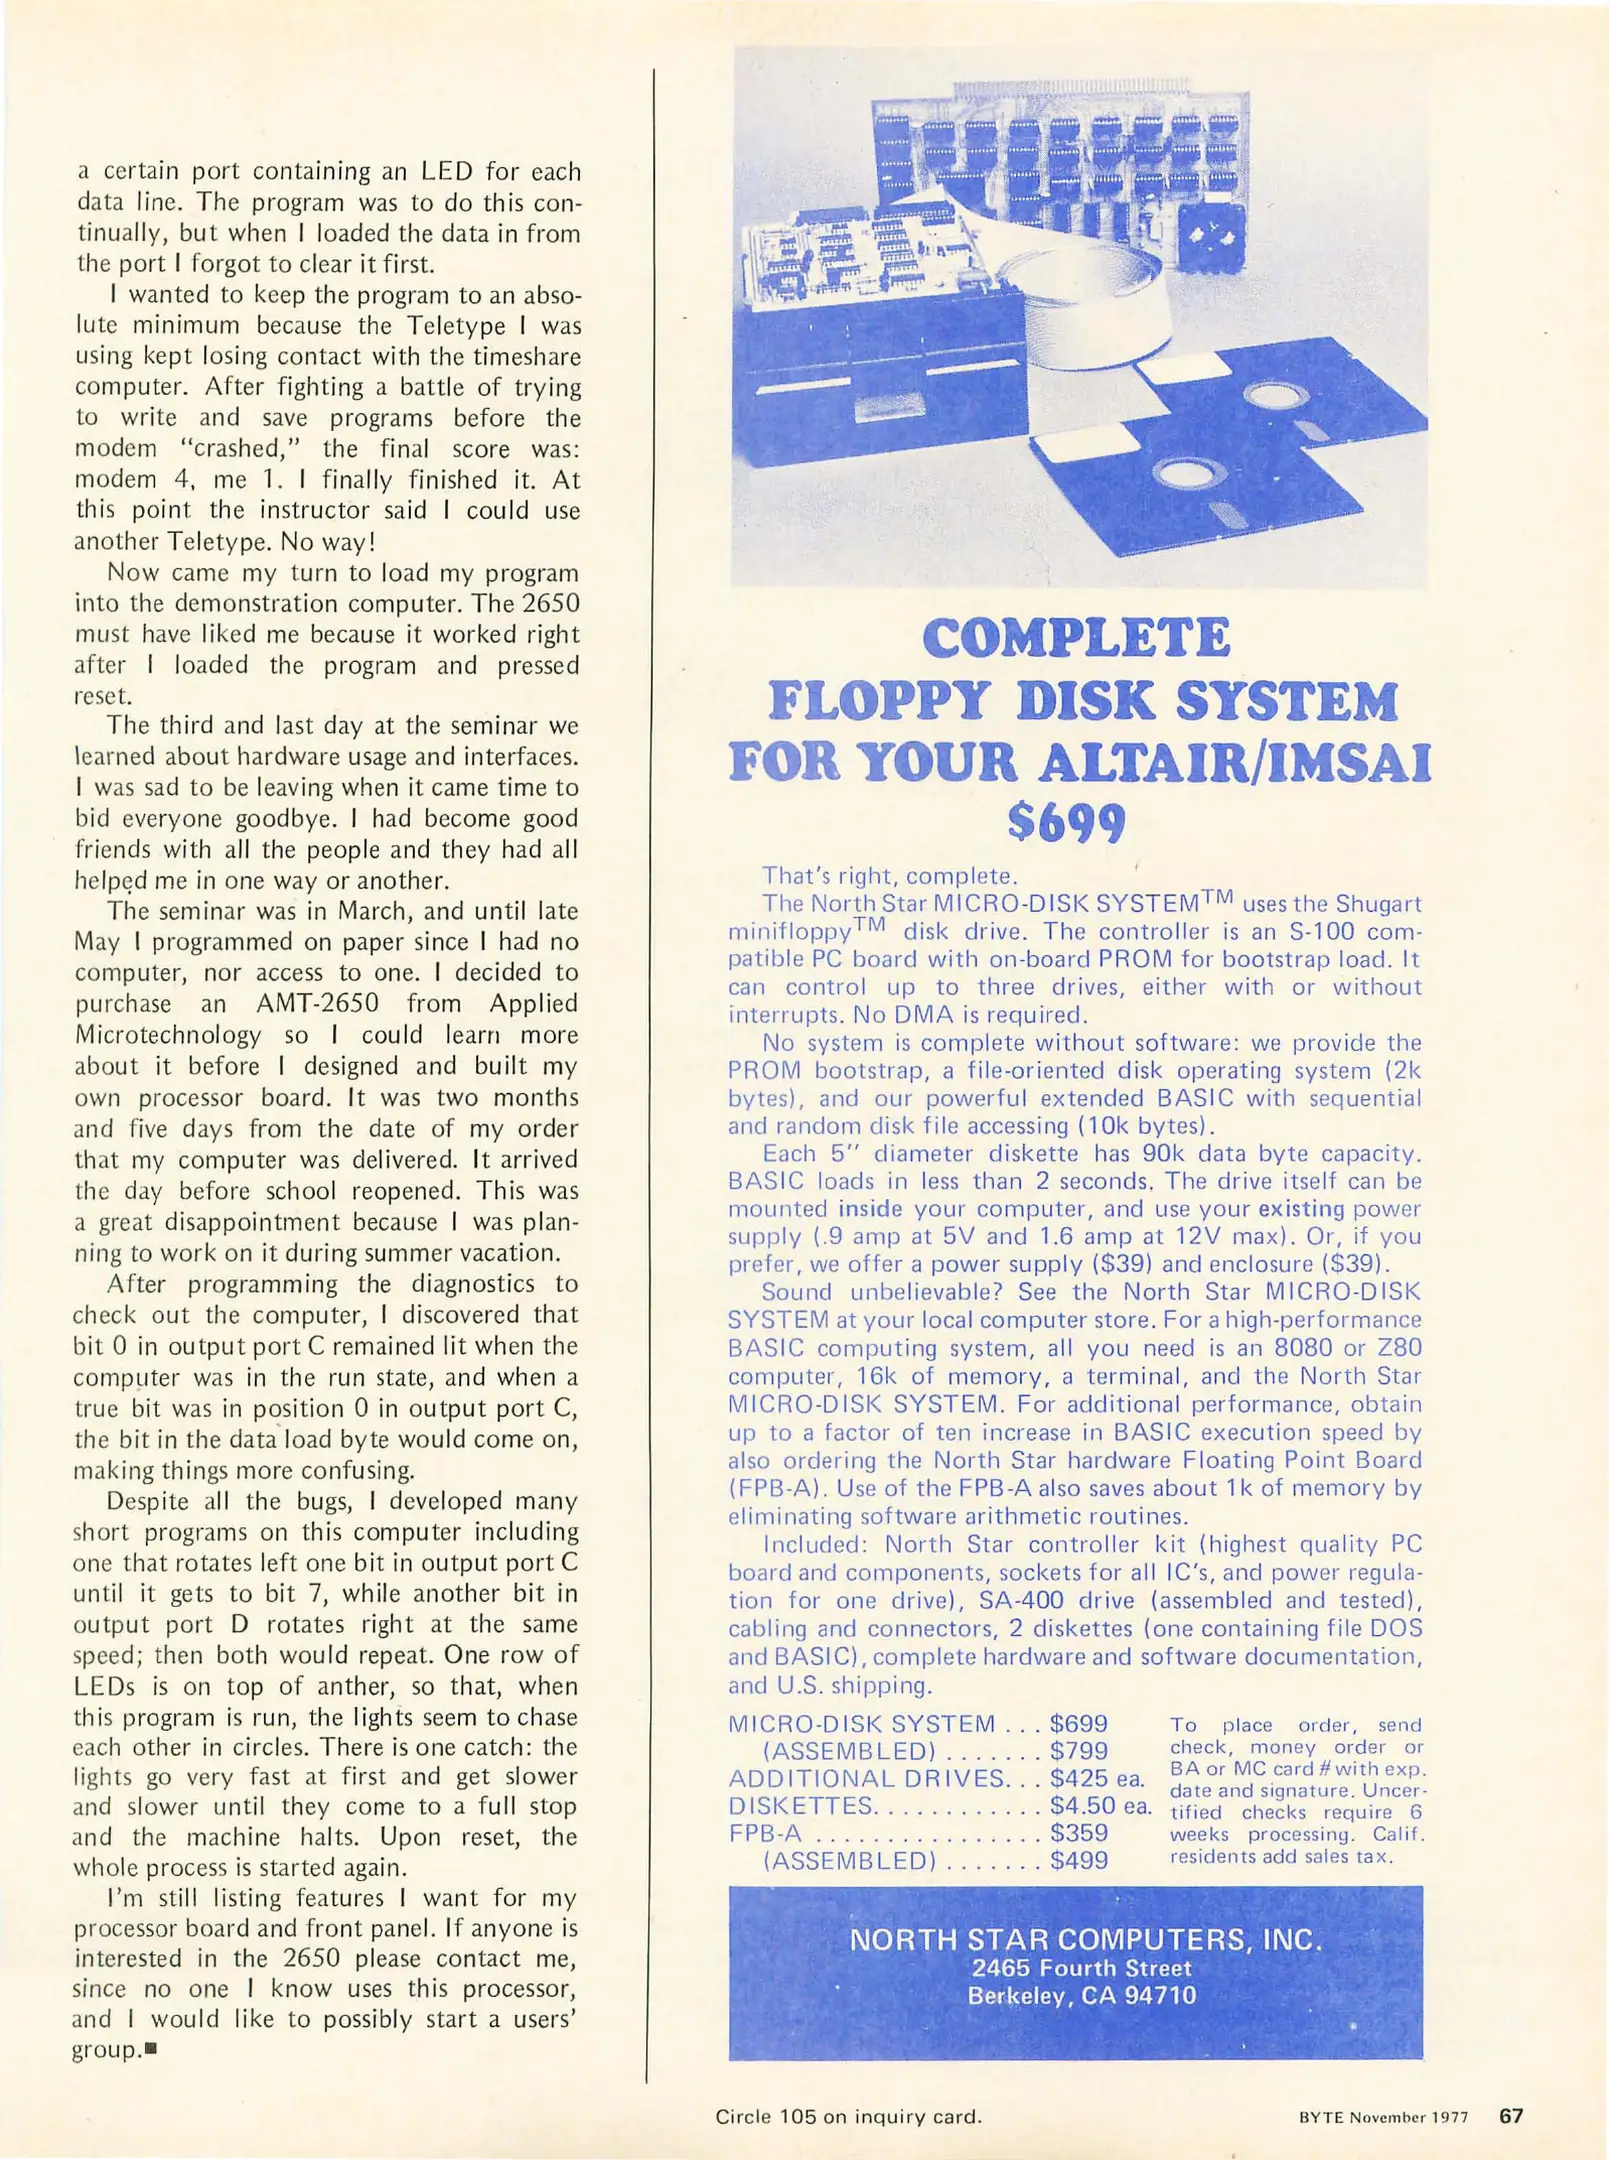 a certain port containing an LED for each
data line. The program was to do this con-
tinually, but when I loaded the data in from
the port I forgot to clear it first.
I wanted to keep the program to an abso-
lute minimum because the Teletype I was
using kept losing contact with the timeshare
computer. After fighting a battle of trying
to write and save programs before the
modem “crashed,” the final score was:
modem 4, me 1. I finally finished it. At
this point the instructor said I could use
another Teletype. No way!
Now came my turn to load my program
into the demonstration computer. The 2650
must have liked me because it worked right
after I loaded the program and pressed
reset.
The third and last day at the seminar we
learned about hardware usage and interfaces.
I was sad to be leaving when it came time to
bid everyone goodbye. I had become good
friends with all the people and they had all
helped me in one way or another.
The seminar was in March, and until late
May I programmed on paper since I had no
computer, nor access to one. I decided to
purchase an AMT-2650 from Applied
Microtechnology so I could learn more
about it before I designed and built my
own processor board. It was two months
and five days from the date of my order
that my computer was delivered. It arrived
the day before school reopened. This was
a great disappointment because I was plan-
ning to work on it during summer vacation.
After programming the diagnostics to
check out the computer, I discovered that
bit 0 in output port C remained lit when the
computer was in the run state, and when a
true bit was in position 0 in output port C,
the bit in the data load byte would come on,
making things more confusing.
Despite all the bugs, I developed many
short programs on this computer including
one that rotates left one bit in output port C
until it gets to bit 7, while another bit in
output port D rotates right at the same
speed; then both would repeat. One row of
LEDs is on top of anther, so that, when
this program is run, the lights seem to chase
each other in circles. There is one catch: the
lights go very fast at first and get slower
and slower until they come to a full stop
and the machine halts. Upon reset, the
whole process is started again.
I’m still listing features I want for my
processor board and front panel. If anyone is
interested in the 2650 please contact me,
since no one I know uses this processor,
and I would like to possibly start a users’
group.■
COMPLETE
FLOPPY DISK SYSTEM
FOR YOUR ALTAIR/IMSAI
$699
That's right, complete.
The North Star MICRO-DISK SYSTEM™ uses the Shugart
minifloppy™ disk drive. The controller is an S-100 com-
patible PC board with on-board PROM for bootstrap load. It
can control up to three drives, either with or without
interrupts. No DMA is required.
No system is complete without software: we provide the
PROM bootstrap, a file-oriented disk operating system (2k
bytes), and our powerful extended BASIC with sequential
and random disk file accessing (10k bytes).
Each 5" diameter diskette has 90k data byte capacity.
BASIC loads in less than 2 seconds. The drive itself can be
mounted inside your computer, and use your existing power
supply (.9 amp at 5V and 1.6 amp at 12V max). Or, if you
prefer, we offer a power supply ($39) and enclosure ($39).
Sound unbelievable? See the North Star MICRO-DISK
SYSTEM at your local computer store. For a high-performance
BASIC computing system, all you need is an 8080 or Z80
computer, 16k of memory, a terminal, and the North Star
MICRO-DISK SYSTEM. For additional performance, obtain
up to a factor of ten increase in BASIC execution speed by
also ordering the North Star hardware Floating Point Board
(FPB-A). Use of the FPB-A also saves about 1k of memory by
eliminating software arithmetic routines.
Included: North Star controller kit (highest quality PC
board and components, sockets for all IC's, and power regula-
tion for one drive), SA-400 drive (assembled and tested),
cabling and connectors, 2 diskettes (one containing file DOS
and BASIC), complete hardware and software documentation,
and U.S. shipping.
MICRO-DISK SYSTEM . . . $699
(ASSEMBLED) . . . . . . . $799
ADDITIONAL DRIVES. . . $425 ea.
DISKETTES. . . . . . . . . . . . $4.50 ea.
FPB-A . . . . . . . . . . . . . . . . $359
(ASSEMBLED) . . . . . . . $499
To place order, send
check, money order or
BA or MC card # with exp.
date and signature. Uncer-
tified checks require 6
weeks processing. Calif.
residents add sales tax.
NORTH STAR COMPUTERS, INC.
2465 Fourth Street
Berkeley, CA 94710
Circle 105 on inquiry card.
BYTE November 1977 67